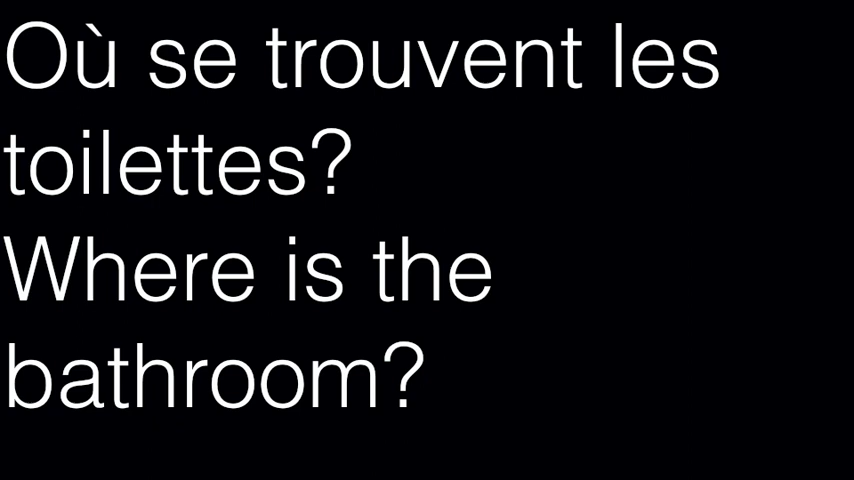 Où se trouvent les
toilettes?
Where is the
bathroom?